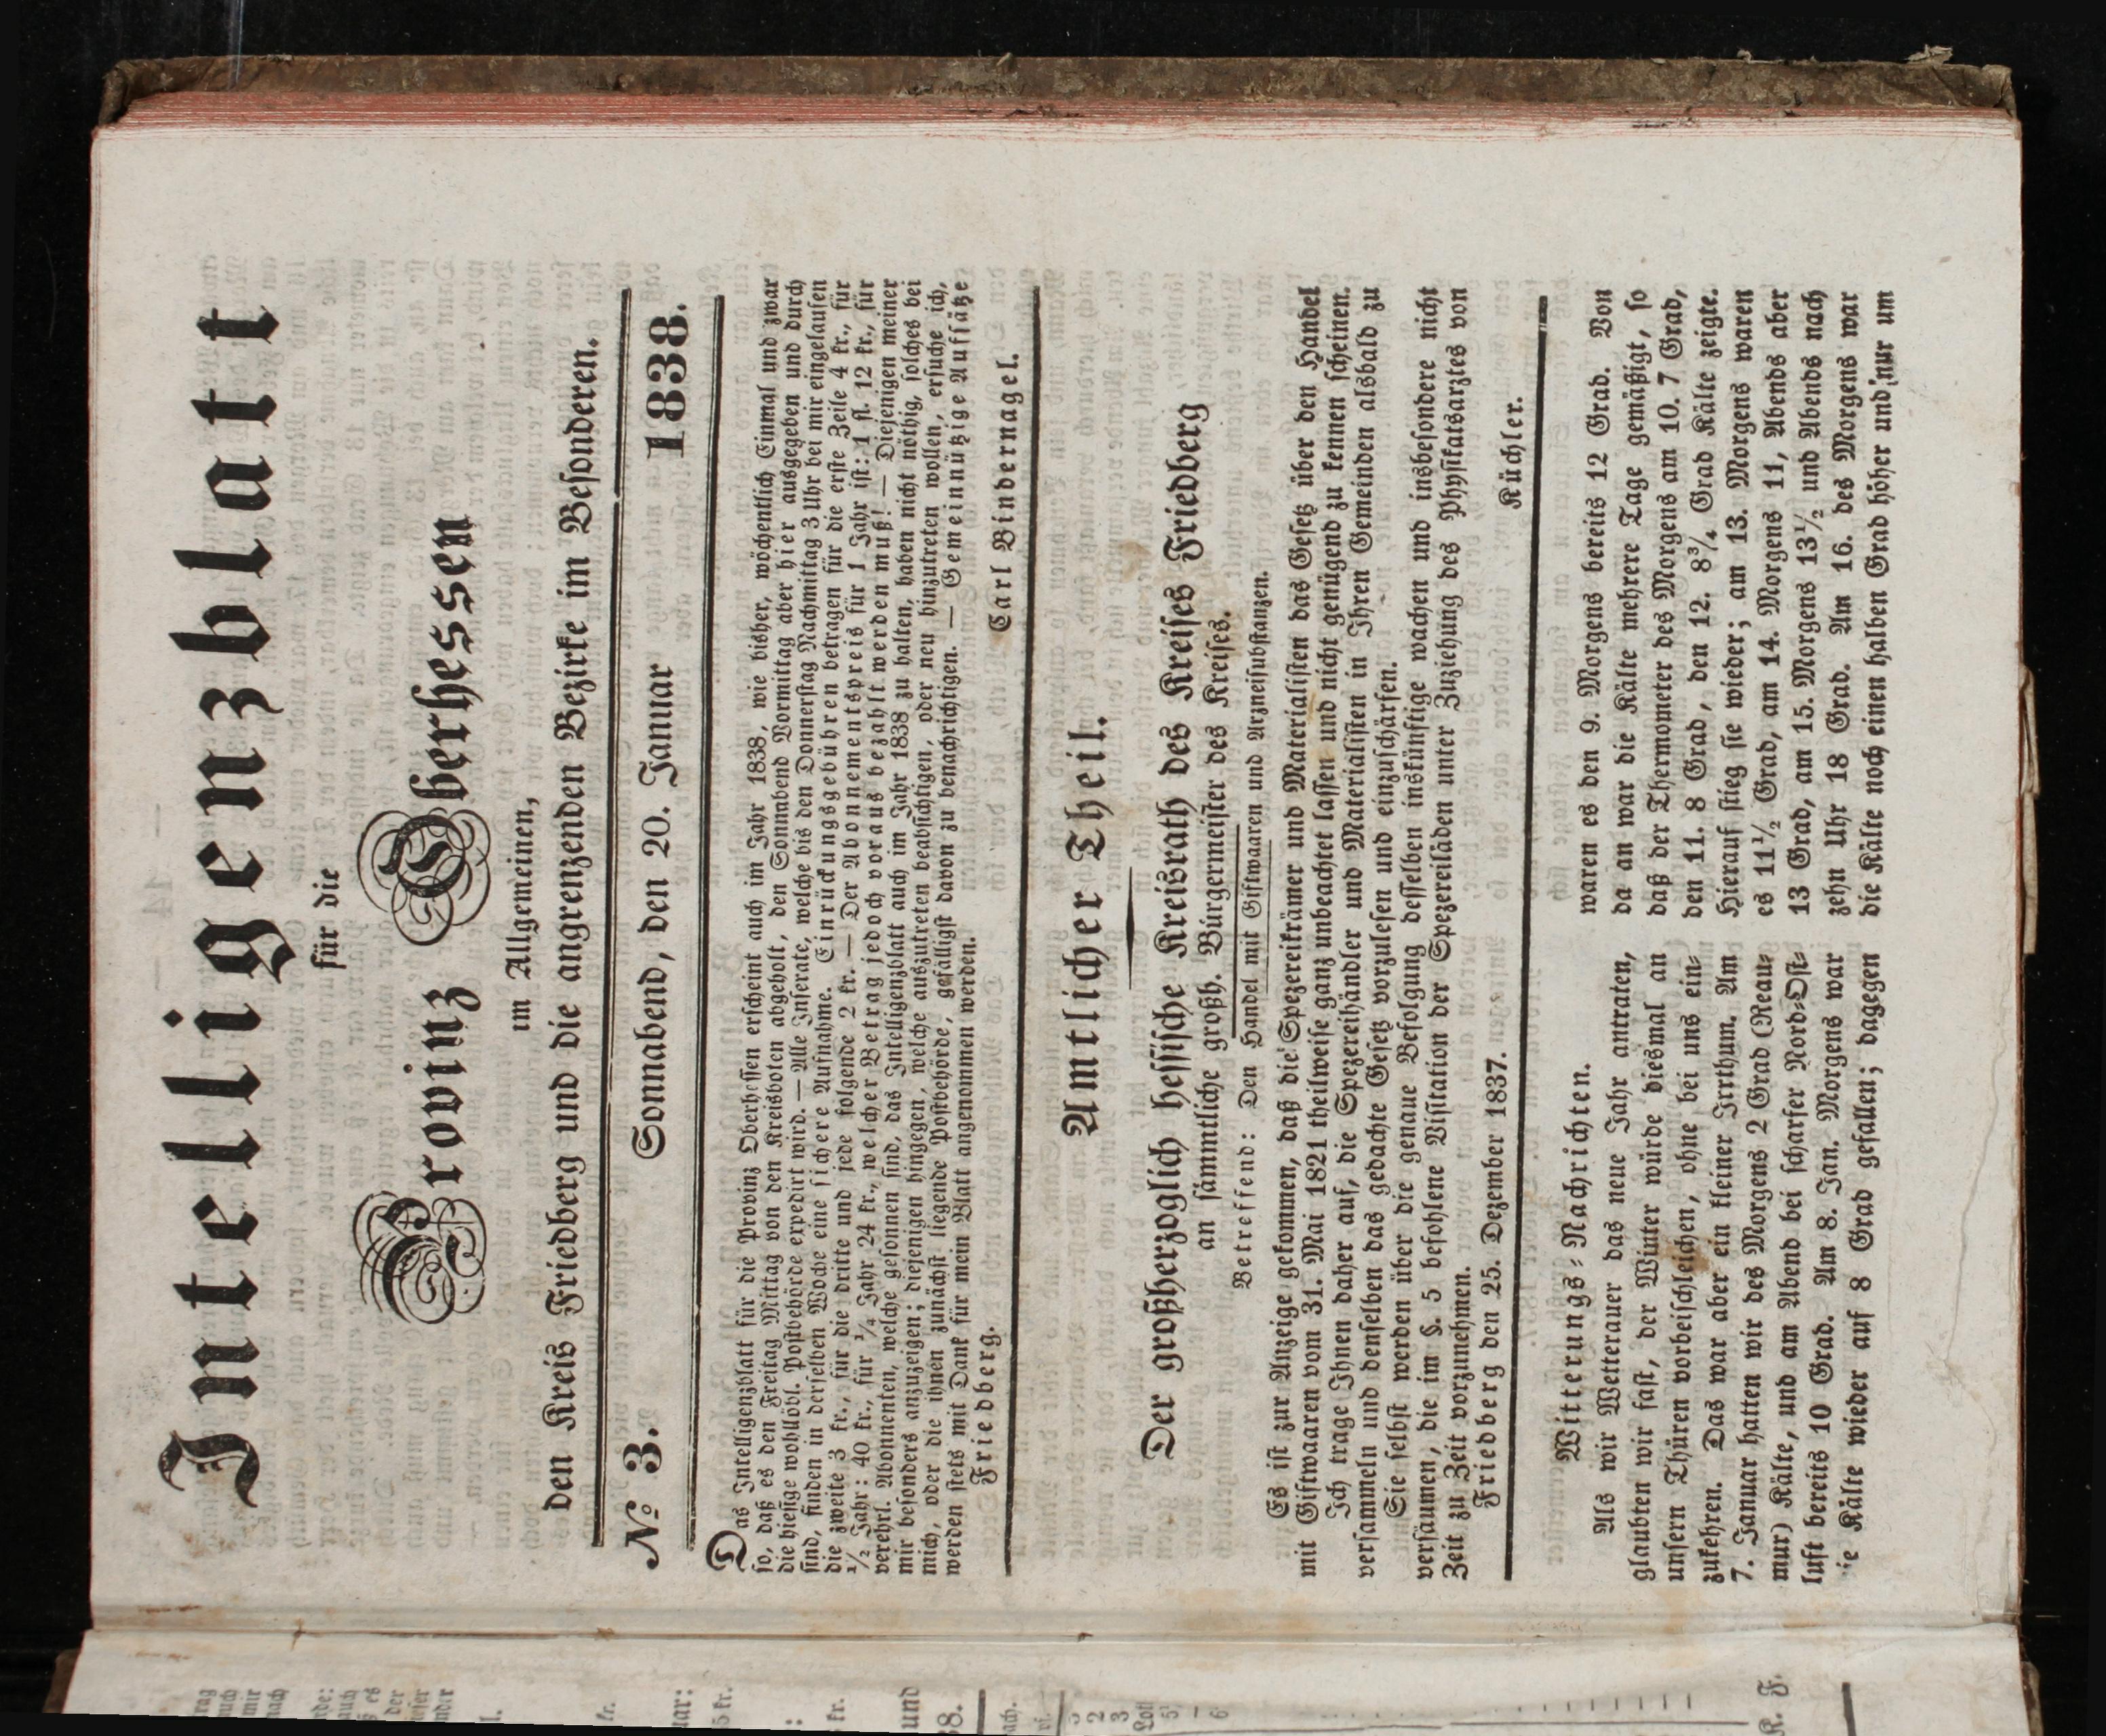 Intelligenzblatt
für die
Provinz Oberhessen
im Allgemeinen,
den Kreis Friedberg und die angrenzenden Bezirke im Besonderen.
No. 3. Sonnabend, den 20. Januar 1838.
Das Intelligenzblatt für die Provinz Oberhessen erscheint auch im Jahr 1838, wie bisher, wöchentlich Einmal und zwar
so, daß es den Freitag Mittag von den Kreisboten abgeholt, den Sonnabend Vormittag aber hier ausgegeben und durch
die hiesige wohllöbl. Postbehörde expedirt wird. — Alle Inserate, welche bis den Donnerstag Nachmittag 3 Uhr bei mir eingelaufen
sind, finden in derselben Woche eine sichere Aufnahme. Einrückungsgebühren betragen für die erste Zeile 4 kr., für
die zweite 3 kr., für die dritte und jede folgende 2 kr. — Der Abonnementspreis für 1 Jahr ist: 1 fl. 12 kr., für
1/2 Jahr: 40 kr., für 1/4 Jahr 24 kr., welcher Betrag jedoch voraus bezahlt werden muß! — Diejenigen meiner
verehrl. Abonnenten, welche gesonnen sind, das Intelligenzblatt auch im Jahr 1838 zu halten, haben nicht nöthig, solches bei
mir besonders anzuzeigen; diejenigen hingegen, welche auszutreten beabsichtigen, oder neu hinzutreten wollen, ersuche ich,
mich, oder die ihnen zunächst liegende Postbehörde, gefälligst davon zu benachrichtigen. — Gemeinnützige Aufsätze
werden stets mit Dank für mein Blatt angenommen werden.
Friedberg. Carl Bindernagel.
Amtlicher Theil.
Der großherzoglich hessische Kreisrath des Kreises Friedberg
an sämmtliche großh. Bürgermeister des Kreises.
Betreffend: Den Handel mit Giftwaaren und Arzneisubstanzen.
Es ist zur Anzeige gekommen, daß die Spezereikrämer und Materialisten das Gesetz über den Handel
mit Giftwaaren vom 31. Mai 1821 theilweise ganz unbeachtet lassen und nicht genügend zu kennen scheinen.
Ich trage Ihnen daher auf, die Spezereihändler und Materialisten in Ihren Gemeinden alsbald zu
versammeln und denselben das gedachte Gesetz vorzulesen und einzuschärfen.
Sie selbst werden über die genaue Befolgung desselben inskünftige wachen und insbesondere nicht
versäumen, die im §. 5 befohlene Visitation der Spezereiläden unter Zuziehung des Physikatsarztes von
Zeit zu Zeit vorzunehmen.
Friedberg den 25. Dezember 1837. Küchler.
Witterungs-Nachrichten.
Als wir Wetterauer das neue Jahr antraten,
glaubten wir fast, der Winter würde diesmal an
unsern Thüren vorbeischleichen, ohne bei uns ein-
zukehren. Das war aber ein kleiner Irrthum. Am
7. Januar hatten wir des Morgens 2 Grad (Reau-
mur) Kälte, und am Abend bei scharfer Nord-Ost-
luft bereits 10 Grad. Am 8. Jan. Morgens war
die Kälte wieder auf 8 Grad gefallen; dagegen
waren es den 9. Morgens bereits 12 Grad. Von
da an war die Kälte mehrere Tage gemäßigt, so
daß der Thermometer des Morgens am 10. 7 Grad,
den 11. 8 Grad, den 12. 8 3/4 Grad Kälte zeigte.
Hierauf stieg sie wieder; am 13. Morgens waren
es 11 1/2 Grad, am 14. Morgens 11, Abends aber
13 Grad, am 15. Morgens 13 1/2 und Abends nach
zehn Uhr 18 Grad. Am 16. des Morgens war
die Kälte noch einen halben Grad höher und nur um